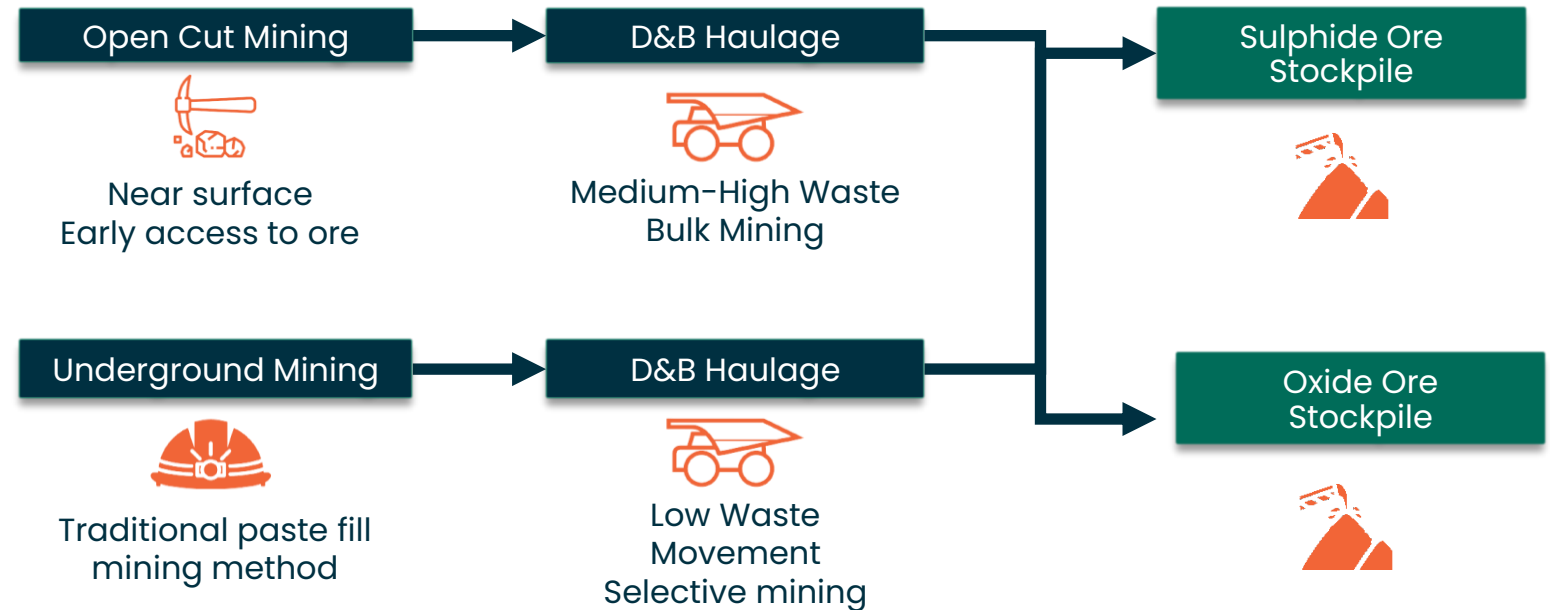 Open Cut Mining
D&B Haulage
Sulphide Ore
Stockpile
Near surface
Early access to ore
Medium-High Waste
Bulk Mining
Underground Mining
D&B Haulage
Oxide Ore
Stockpile
Traditional paste fill
mining method
Low Waste
Movement
Selective mining